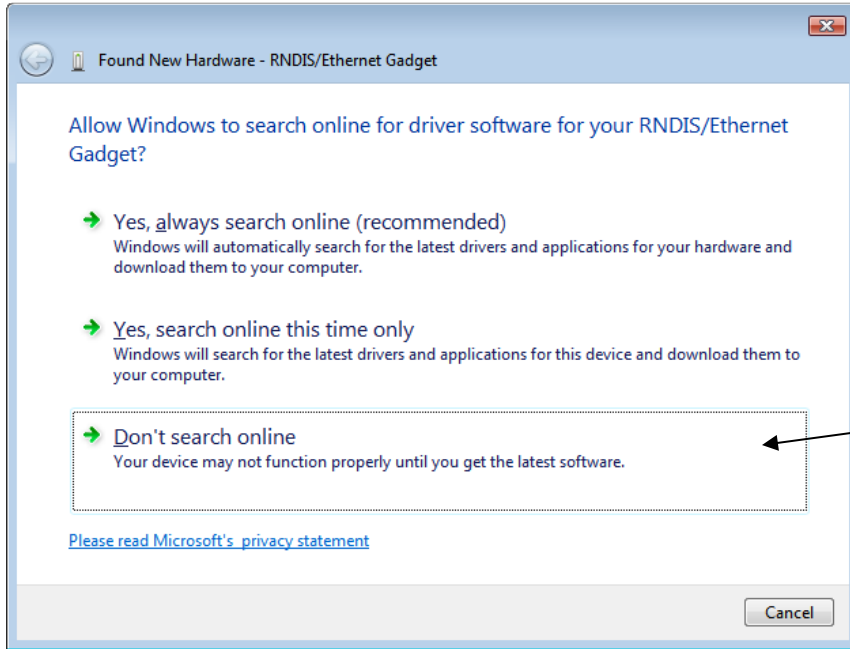 Found New Hardware - RNDIS/Ethernet Gadget
Allow Windows to search online for driver software for your RNDIS/Ethernet
Gadget?
Yes, always search online (recommended)
Windows will automatically search for the latest drivers and applications for your hardware and
download them to your computer.
Yes, search online this time only
Windows will search for the latest drivers and applications for this device and download them to
your computer.
Don't search online
Your device may not function properly until you get the latest software.
Please read Microsoft's privacy statement
Cancel